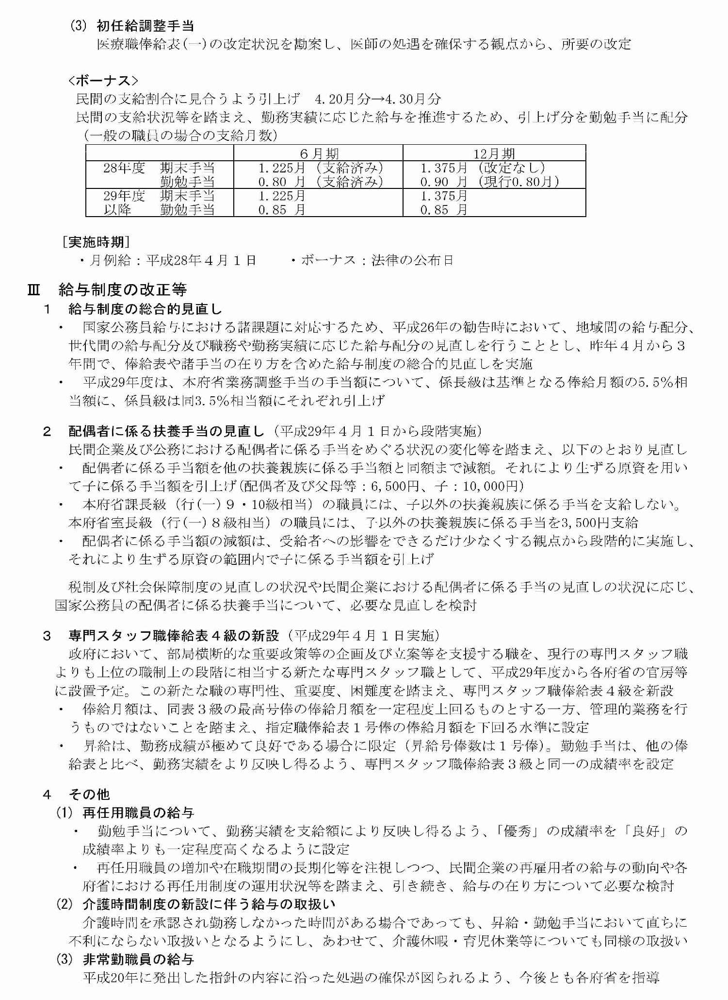 (3) 初任給調整手当
医療職俸給表(一)の改定状況を勘案し、医師の処遇を確保する観点から、所要の改定
<ボーナス>
民間の支給割合に見合うよう引上げ　4.20月分→4.30月分
民間の支給状況等を踏まえ、勤務実績に応じた給与を推進するため、引上げ分を勤勉手当に配分
（一般の職員の場合の支給月数）
６月期　12月期
28年度　期末手当　1.225月（支給済み）　1.375月（改定なし）
勤勉手当　0.80 月（支給済み）　0.90 月（現行0.80月）
29年度　期末手当　1.225月　1.375月
以降　勤勉手当　0.85 月　0.85 月
[実施時期]
・月例給：平成28年４月１日　・ボーナス：法律の公布日
Ⅲ　給与制度の改正等
１　給与制度の総合的見直し
・　国家公務員給与における諸課題に対応するため、平成26年の勧告時において、地域間の給与配分、
世代間の給与配分及び職務や勤務実績に応じた給与配分の見直しを行うこととし、昨年４月から３
年間で、俸給表や諸手当の在り方を含めた給与制度の総合的見直しを実施
・　平成29年度は、本府省業務調整手当の手当額について、係長級は基準となる俸給月額の5.5％相
当額に、係員級は同3.5％相当額にそれぞれ引上げ
２　配偶者に係る扶養手当の見直し（平成29年４月１日から段階実施）
民間企業及び公務における配偶者に係る手当をめぐる状況の変化等を踏まえ、以下のとおり見直し
・　配偶者に係る手当額を他の扶養親族に係る手当額と同額まで減額。それにより生ずる原資を用い
て子に係る手当額を引上げ(配偶者及び父母等：6,500円、子：10,000円)
・　本府省課長級（行(一)９・10級相当）の職員には、子以外の扶養親族に係る手当を支給しない。
本府省室長級（行(一)８級相当）の職員には、子以外の扶養親族に係る手当を3,500円支給
・　配偶者に係る手当額の減額は、受給者への影響をできるだけ少なくする観点から段階的に実施し、
それにより生ずる原資の範囲内で子に係る手当額を引上げ
税制及び社会保障制度の見直しの状況や民間企業における配偶者に係る手当の見直しの状況に応じ、
国家公務員の配偶者に係る扶養手当について、必要な見直しを検討
３　専門スタッフ職俸給表４級の新設（平成29年４月１日実施）
政府において、部局横断的な重要政策等の企画及び立案等を支援する職を、現行の専門スタッフ職
よりも上位の職制上の段階に相当する新たな専門スタッフ職として、平成29年度から各府省の官房等
に設置予定。この新たな職の専門性、重要度、困難度を踏まえ、専門スタッフ職俸給表４級を新設
・　俸給月額は、同表３級の最高号俸の俸給月額を一定程度上回るものとする一方、管理的業務を行
うものではないことを踏まえ、指定職俸給表１号俸の俸給月額を下回る水準に設定
・　昇給は、勤務成績が極めて良好である場合に限定（昇給号俸数は１号俸）。勤勉手当は、他の俸
給表と比べ、勤務実績をより反映し得るよう、専門スタッフ職俸給表３級と同一の成績率を設定
４　その他
(1) 再任用職員の給与
・　勤勉手当について、勤務実績を支給額により反映し得るよう、「優秀」の成績率を「良好」の
成績率よりも一定程度高くなるように設定
・　再任用職員の増加や在職期間の長期化等を注視しつつ、民間企業の再雇用者の給与の動向や各
府省における再任用制度の運用状況等を踏まえ、引き続き、給与の在り方について必要な検討
(2) 介護時間制度の新設に伴う給与の取扱い
介護時間を承認され勤務しなかった時間がある場合であっても、昇給・勤勉手当において直ちに
不利にならない取扱いとなるようにし、あわせて、介護休暇・育児休業等についても同様の取扱い
(3) 非常勤職員の給与
平成20年に発出した指針の内容に沿った処遇の確保が図られるよう、今後とも各府省を指導